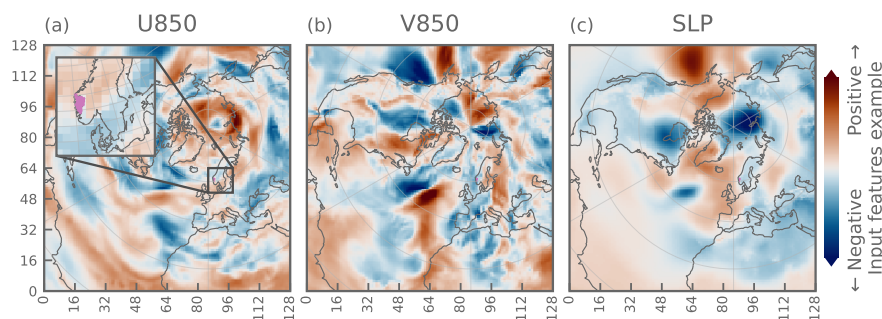 (a) U850
(b) V850
(c) SLP
128
112
96
80
64
48
32
16
0
0 16 32 48 64 80 96 112 128
0 16 32 48 64 80 96 112 128
0 16 32 48 64 80 96 112 128
← Negative Positive →
Input features example